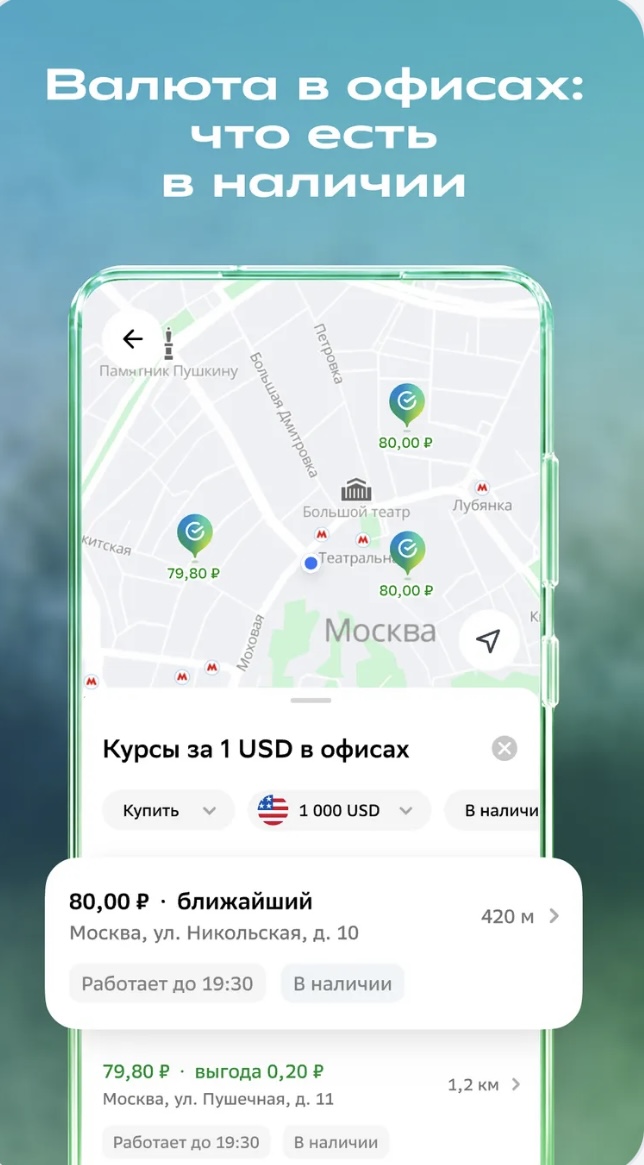 Валюта в офисах:
что есть
в наличии
Памятник Пушкину
Петровка
Большая Дмитровка
80,00 ₽
Большой театр
Лубянка
китская
79,80 ₽
Театральн
80,00 ₽
Моховая
Москва
Курсы за 1 USD в офисах
Купить
1 000 USD
В наличи
80,00 ₽ · ближайший
420 м
Москва, ул. Никольская, д. 10
Работает до 19:30
В наличии
79,80 ₽ · выгода 0,20 ₽
1,2 км
Москва, ул. Пушечная, д. 11
Работает до 19:30
В наличии